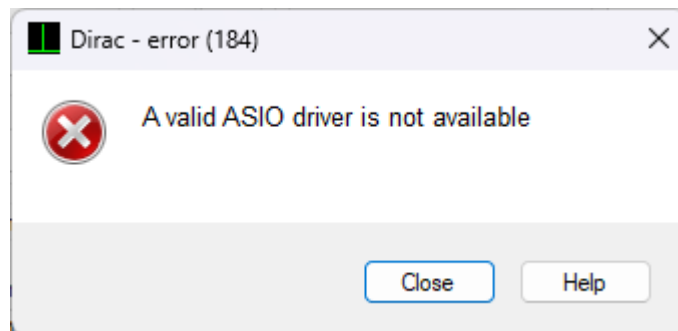 Dirac - error (184)
A valid ASIO driver is not available
Close
Help